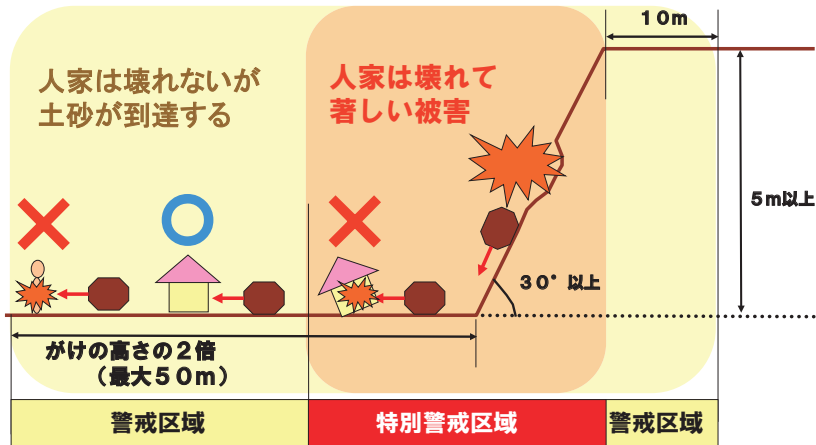 10m
人家は壊れないが
土砂が到達する
人家は壊れて
著しい被害
5m以上
30°以上
がけの高さの2倍
(最大50m)
警戒区域
特別警戒区域
警戒区域